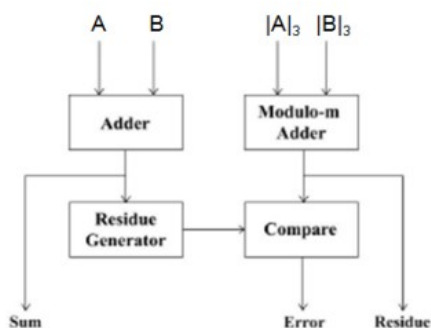 A B |A|₃ |B|₃
Adder
Modulo-m
Adder
Residue
Generator
Compare
Sum Error Residue